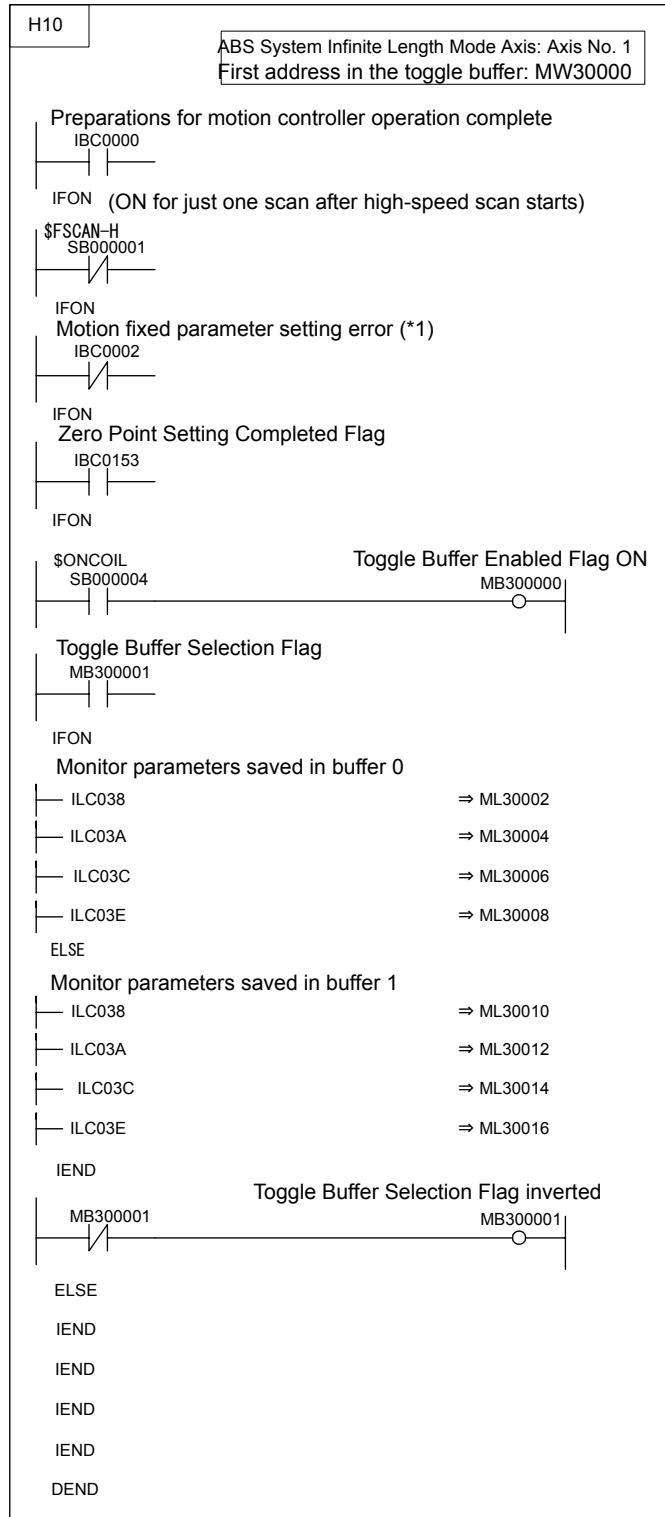 H10
ABS System Infinite Length Mode Axis: Axis No. 1
First address in the toggle buffer: MW30000
Preparations for motion controller operation complete
IBC0000
IFON (ON for just one scan after high-speed scan starts)
$FSCAN-H
SB000001
IFON
Motion fixed parameter setting error (*1)
IBC0002
IFON
Zero Point Setting Completed Flag
IBC0153
IFON
$ONCOIL Toggle Buffer Enabled Flag ON
SB000004 MB300000
Toggle Buffer Selection Flag
MB300001
IFON
Monitor parameters saved in buffer 0
ILC038 ⇒ ML30002
ILC03A ⇒ ML30004
ILC03C ⇒ ML30006
ILC03E ⇒ ML30008
ELSE
Monitor parameters saved in buffer 1
ILC038 ⇒ ML30010
ILC03A ⇒ ML30012
ILC03C ⇒ ML30014
ILC03E ⇒ ML30016
IEND
Toggle Buffer Selection Flag inverted
MB300001 MB300001
ELSE
IEND
IEND
IEND
IEND
DEND